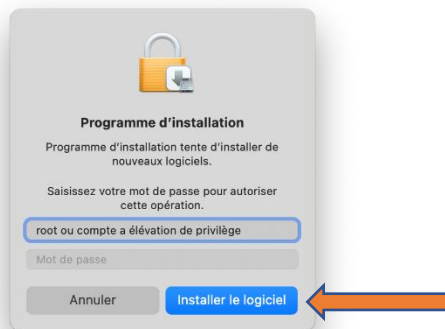 Programme d'installation
Programme d'installation tente d'installer de
nouveaux logiciels.
Saisissez votre mot de passe pour autoriser
cette opération.
root ou compte a élévation de privilège
Mot de passe
Annuler
Installer le logiciel